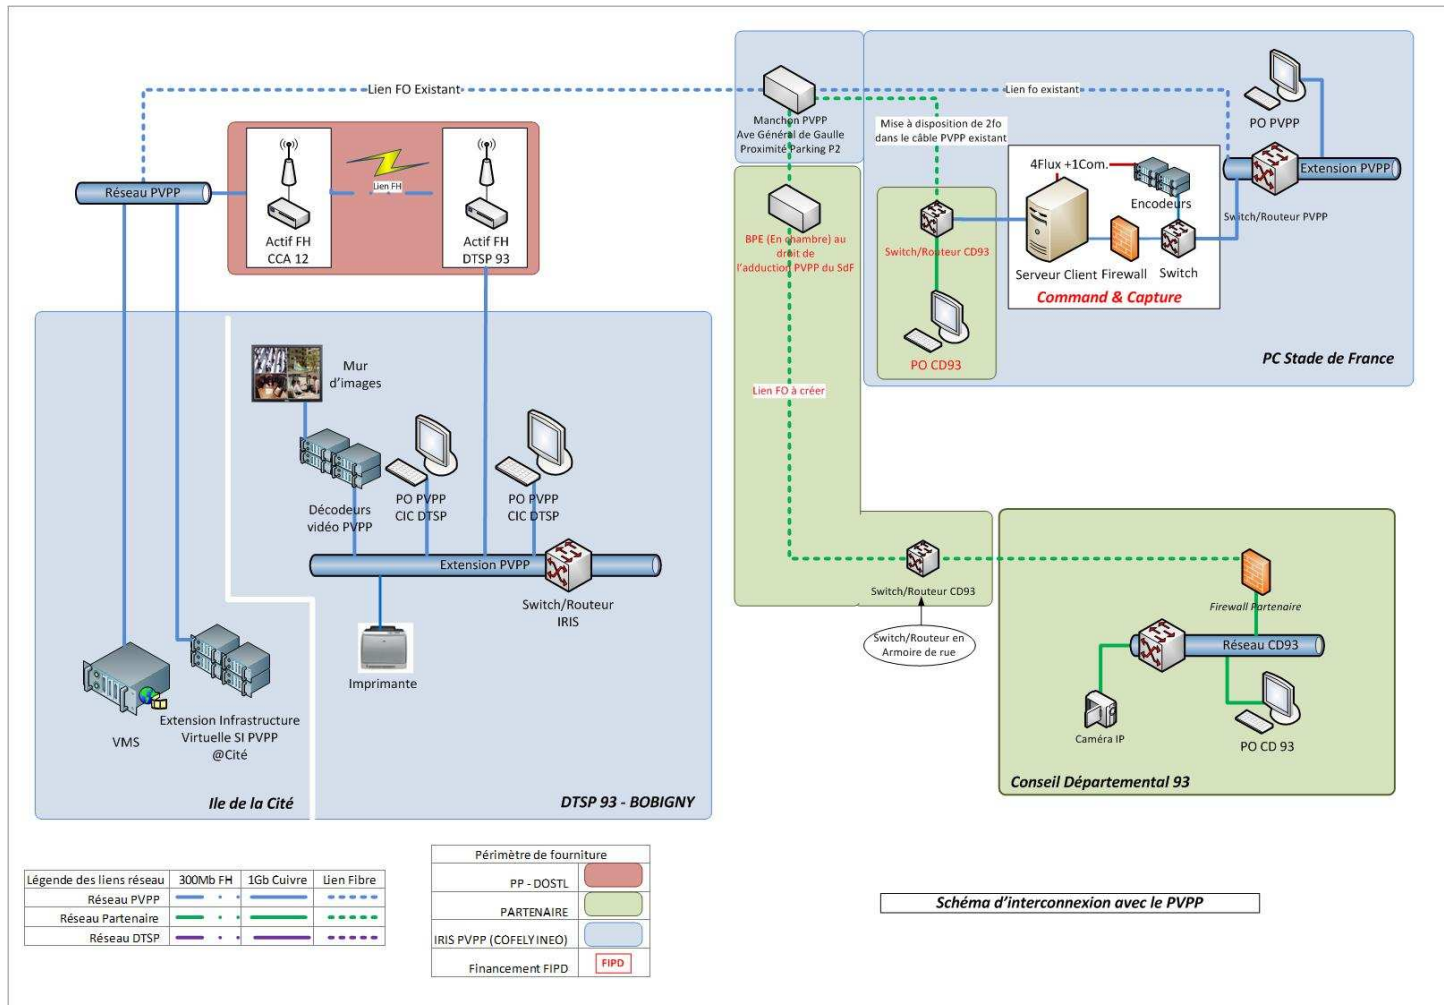 Lien FO Existant
Manchon PVPP
Ave Général de Gaulle
Proximité Parking P2
Lien fo existant
Mise à disposition de 2fo
dans le câble PVPP existant
PO PVPP
Extension PVPP
Switch/Routeur PVPP
4Flux +1Com.
Encodeurs
Serveur Client
Firewall
Switch
Command & Capture
Switch/Routeur CD93
PO CD93
PC Stade de France
BPE (En chambre) au
droit de
l'adduction PVPP du SdF
Lien FO à créer
Réseau PVPP
Actif FH
CCA 12
Lien FH
Actif FH
DTSP 93
Mur
d'images
Décodeurs
vidéo PVPP
PO PVPP
CIC DTSP
PO PVPP
CIC DTSP
Extension PVPP
Switch/Routeur
IRIS
Imprimante
VMS
Extension Infrastructure
Virtuelle SI PVPP
@Cité
Ile de la Cité
DTSP 93 - BOBIGNY
Switch/Routeur CD93
Switch/Routeur en
Armoire de rue
Firewall Partenaire
Réseau CD93
Caméra IP
PO CD 93
Conseil Départemental 93
Légende des liens réseau 300Mb FH 1Gb Cuivre Lien Fibre
Réseau PVPP
Réseau Partenaire
Réseau DTSP
Périmètre de fourniture
PP - DOSTL
PARTENAIRE
IRIS PVPP (COFELY INEO)
Financement FIPD FIPD
Schéma d'interconnexion avec le PVPP